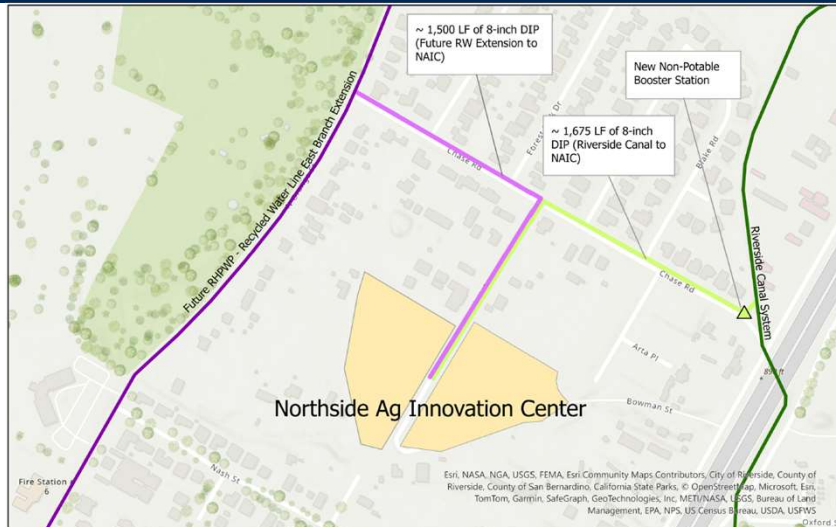 ~ 1,500 LF of 8-inch
DIP
(Future RW Extension to
NAIC)
New Non-Potable
Booster Station
~ 1,675 LF of 8-inch
DIP (Riverside Canal to
NAIC)
Chase Rd
Brake Rd
Future RHPWP - Recycled Water Line East Branch Extension
Riverside Canal System
Chase Rd
Arta Pl
Bowman St
Northside Ag Innovation Center
Nash St
Fire Station
6
Esri, NASA, NGA, USGS, FEMA, Esri Community Maps Contributors, City of Riverside, County of
Riverside, County of San Bernardino, California State Parks, © OpenStreetMap, Microsoft, Esri,
TomTom, Garmin, SafeGraph, GeoTechnologies, Inc, METI/NASA, USGS, Bureau of Land
Management, EPA, NPS, US Census Bureau, USDA, USFWS
Oxford